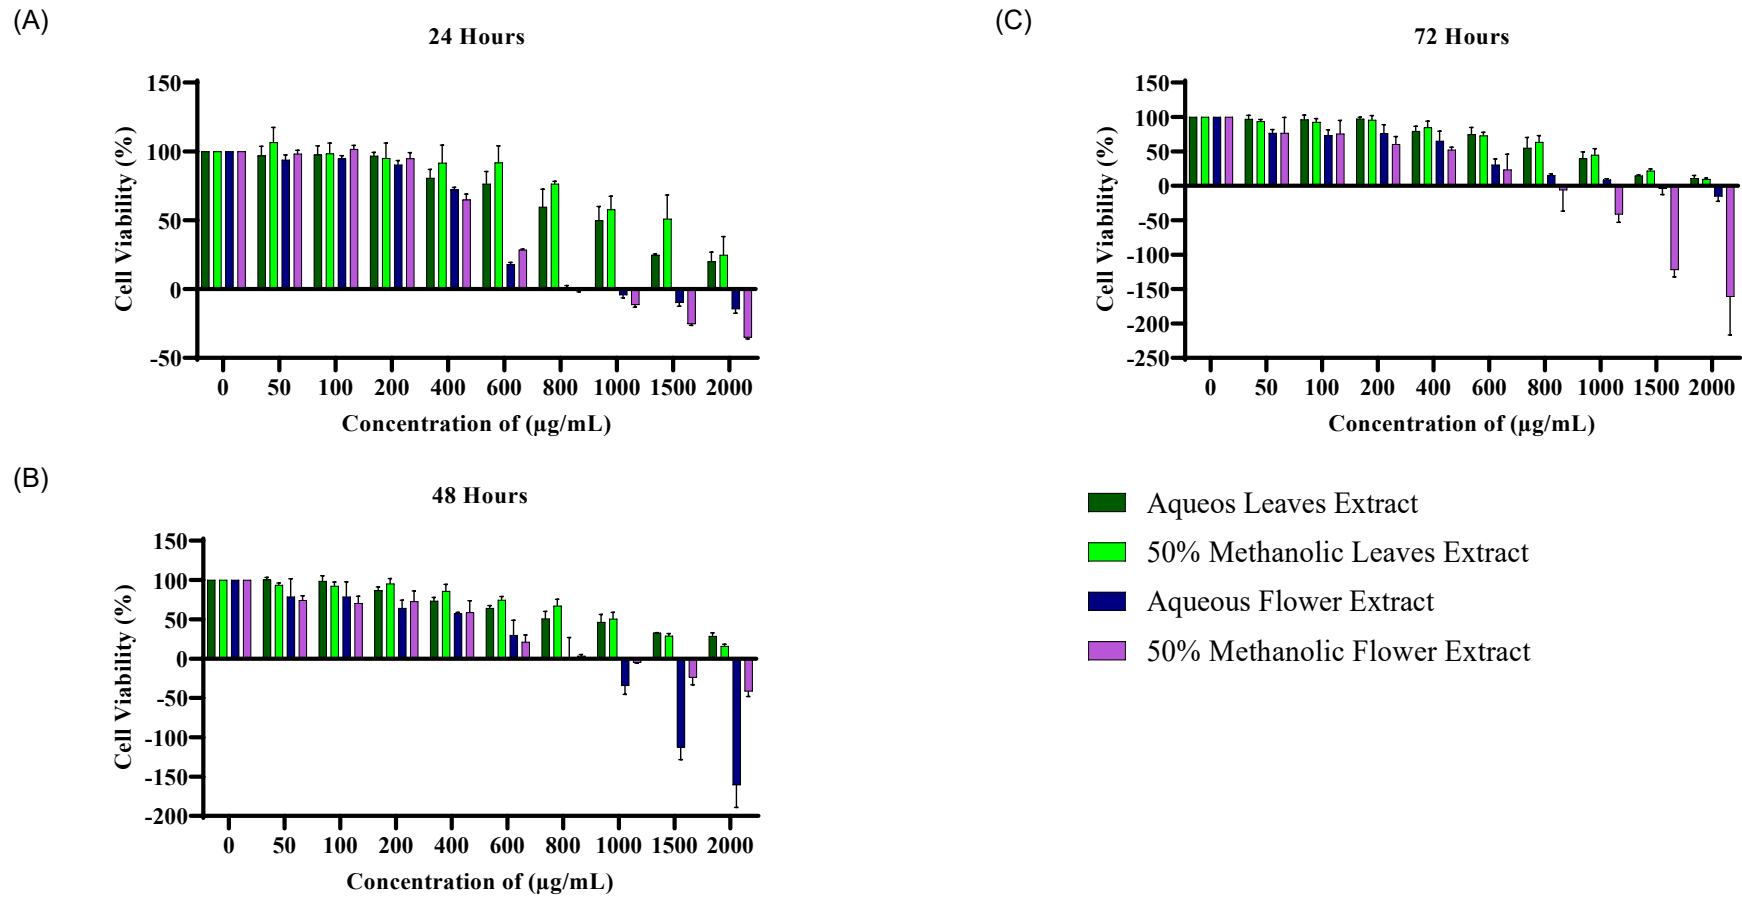 (A)
24 Hours
150
100
50
0
-50
Cell Viability (%)
0 50 100 200 400 600 800 1000 1500 2000
Concentration of (µg/mL)
(B)
48 Hours
150
100
50
0
-50
-100
-150
-200
Cell Viability (%)
0 50 100 200 400 600 800 1000 1500 2000
Concentration of (µg/mL)
(C)
72 Hours
150
100
50
0
-50
-100
-150
-200
-250
Cell Viability (%)
0 50 100 200 400 600 800 1000 1500 2000
Concentration of (µg/mL)
Aqueos Leaves Extract
50% Methanolic Leaves Extract
Aqueous Flower Extract
50% Methanolic Flower Extract